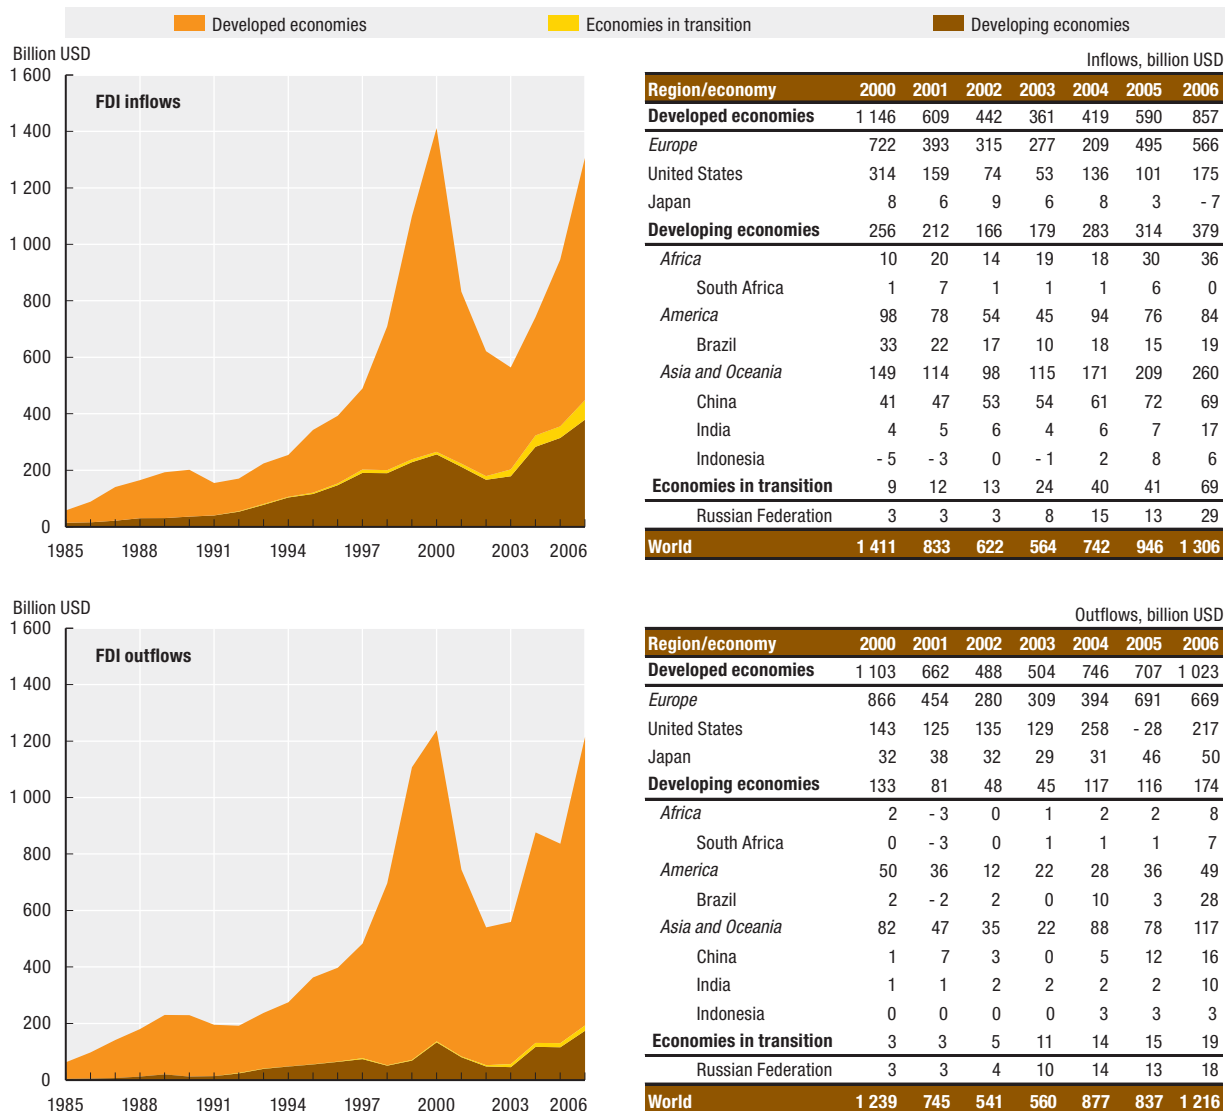 Developed economies Economies in transition Developing economies
Billion USD
1 600
1 400
1 200
1 000
800
600
400
200
0
FDI inflows
1985 1988 1991 1994 1997 2000 2003 2006
Inflows, billion USD
Region/economy 2000 2001 2002 2003 2004 2005 2006
Developed economies 1 146 609 442 361 419 590 857
Europe 722 393 315 277 209 495 566
United States 314 159 74 53 136 101 175
Japan 8 6 9 6 8 3 - 7
Developing economies 256 212 166 179 283 314 379
Africa 10 20 14 19 18 30 36
South Africa 1 7 1 1 1 6 0
America 98 78 54 45 94 76 84
Brazil 33 22 17 10 18 15 19
Asia and Oceania 149 114 98 115 171 209 260
China 41 47 53 54 61 72 69
India 4 5 6 4 6 7 17
Indonesia - 5 - 3 0 - 1 2 8 6
Economies in transition 9 12 13 24 40 41 69
Russian Federation 3 3 3 8 15 13 29
World 1 411 833 622 564 742 946 1 306
Billion USD
1 600
1 400
1 200
1 000
800
600
400
200
0
FDI outflows
1985 1988 1991 1994 1997 2000 2003 2006
Outflows, billion USD
Region/economy 2000 2001 2002 2003 2004 2005 2006
Developed economies 1 103 662 488 504 746 707 1 023
Europe 866 454 280 309 394 691 669
United States 143 125 135 129 258 - 28 217
Japan 32 38 32 29 31 46 50
Developing economies 133 81 48 45 117 116 174
Africa 2 - 3 0 1 2 2 8
South Africa 0 - 3 0 1 1 1 7
America 50 36 12 22 28 36 49
Brazil 2 - 2 2 0 10 3 28
Asia and Oceania 82 47 35 22 88 78 117
China 1 7 3 0 5 12 16
India 1 1 2 2 2 2 10
Indonesia 0 0 0 0 3 3 3
Economies in transition 3 3 5 11 14 15 19
Russian Federation 3 3 4 10 14 13 18
World 1 239 745 541 560 877 837 1 216